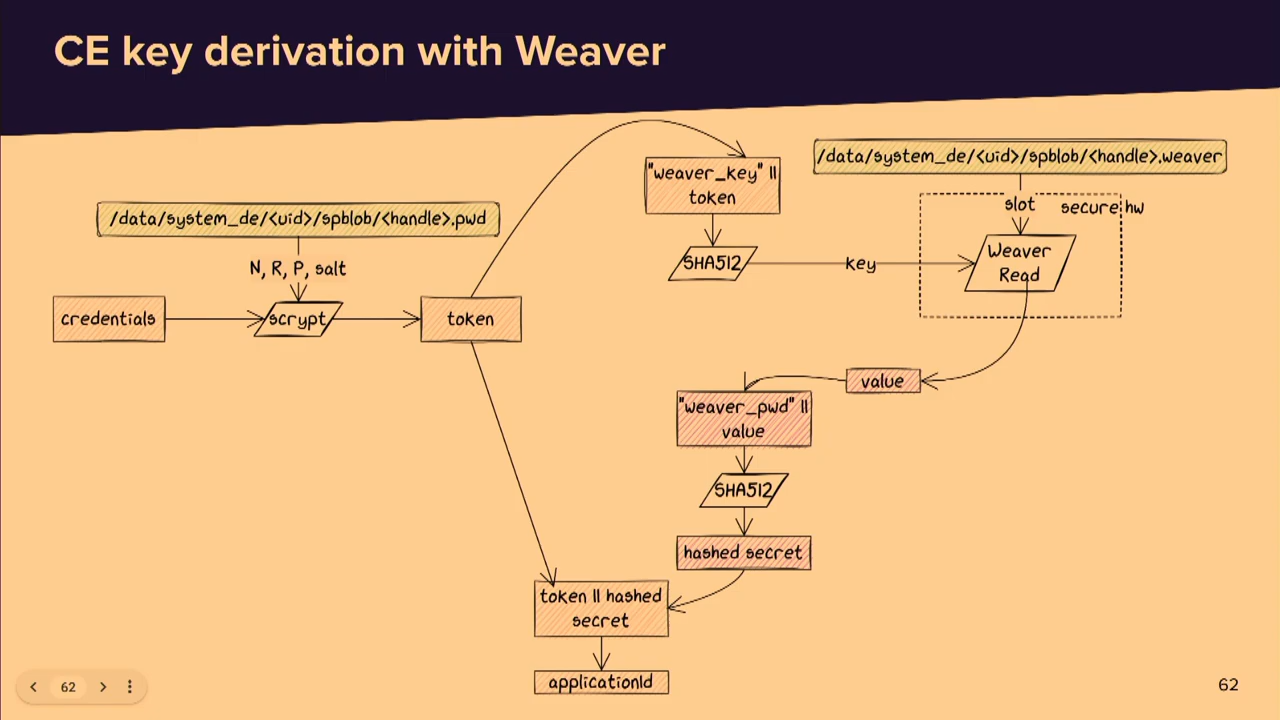 CE key derivation with Weaver
"weaver_key" ||
token
/data/system_de/<uid>/spblob/<handle>.weaver
slot
secure hw
SHA512
key
Weaver
Read
/data/system_de/<uid>/spblob/<handle>.pwd
N, R, P, salt
credentials
scrypt
token
value
"weaver_pwd" ||
value
SHA512
hashed secret
token || hashed
secret
applicationId
62
62